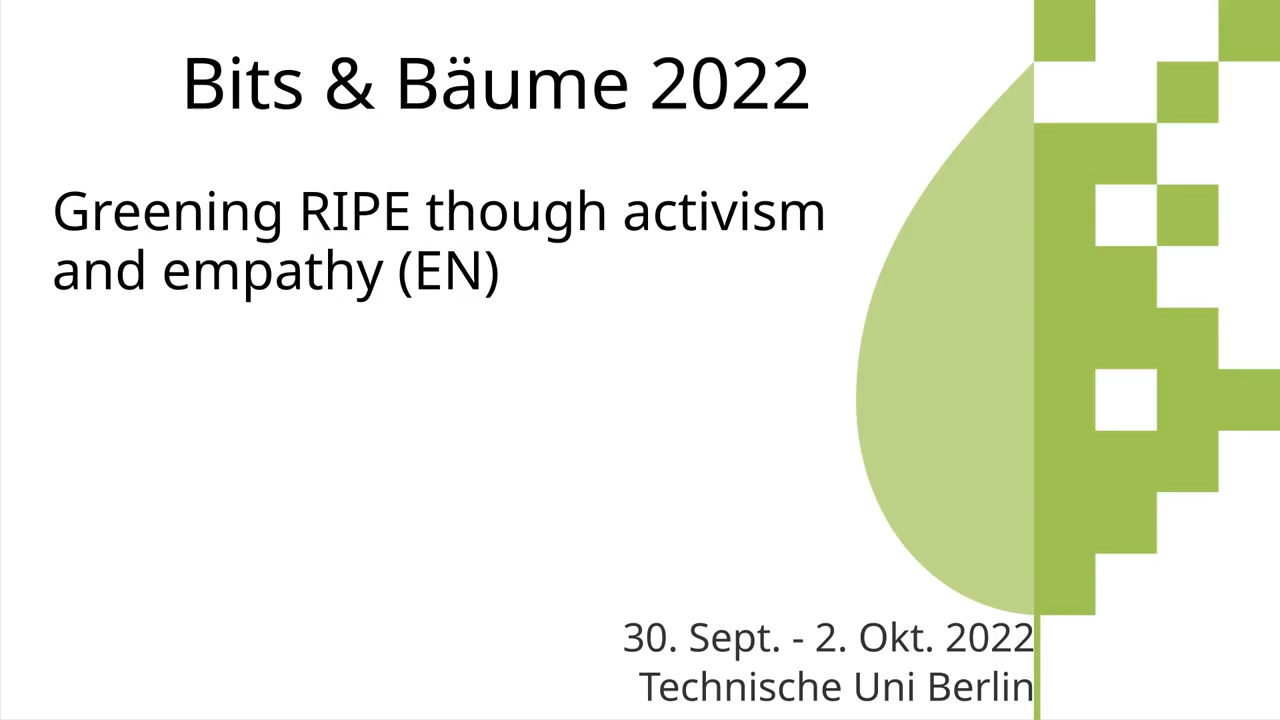 Bits & Bäume 2022
Greening RIPE though activism
and empathy (EN)
30. Sept. - 2. Okt. 2022
Technische Uni Berlin